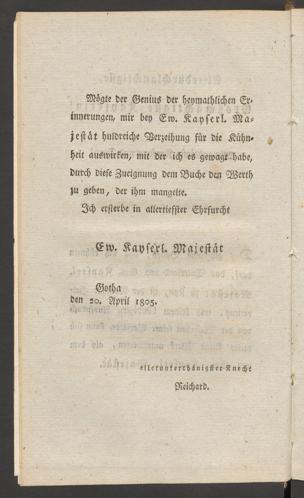 Mögte der Genius der heymathlichen Er-
innerungen, mir bey Ew. Kayserl. Ma-
jestät huldreiche Verzeihung für die Kühn-
heit auswirken, mit der ich es gewagt habe,
durch diese Zueignung dem Buche den Werth
zu geben, der ihm mangelte.
Ich ersterbe in allertiefster Ehrfurcht
Ew. Kayserl. Majestät
Gotha
den 20. April 1805.
allerunterthänigster Knecht
Reichard.